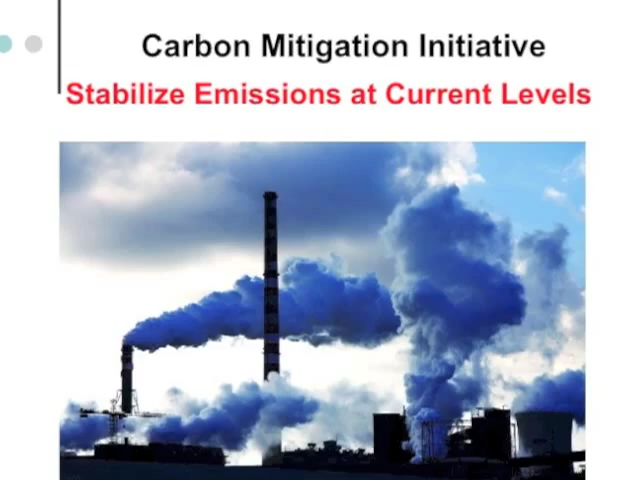 Carbon Mitigation Initiative
Stabilize Emissions at Current Levels